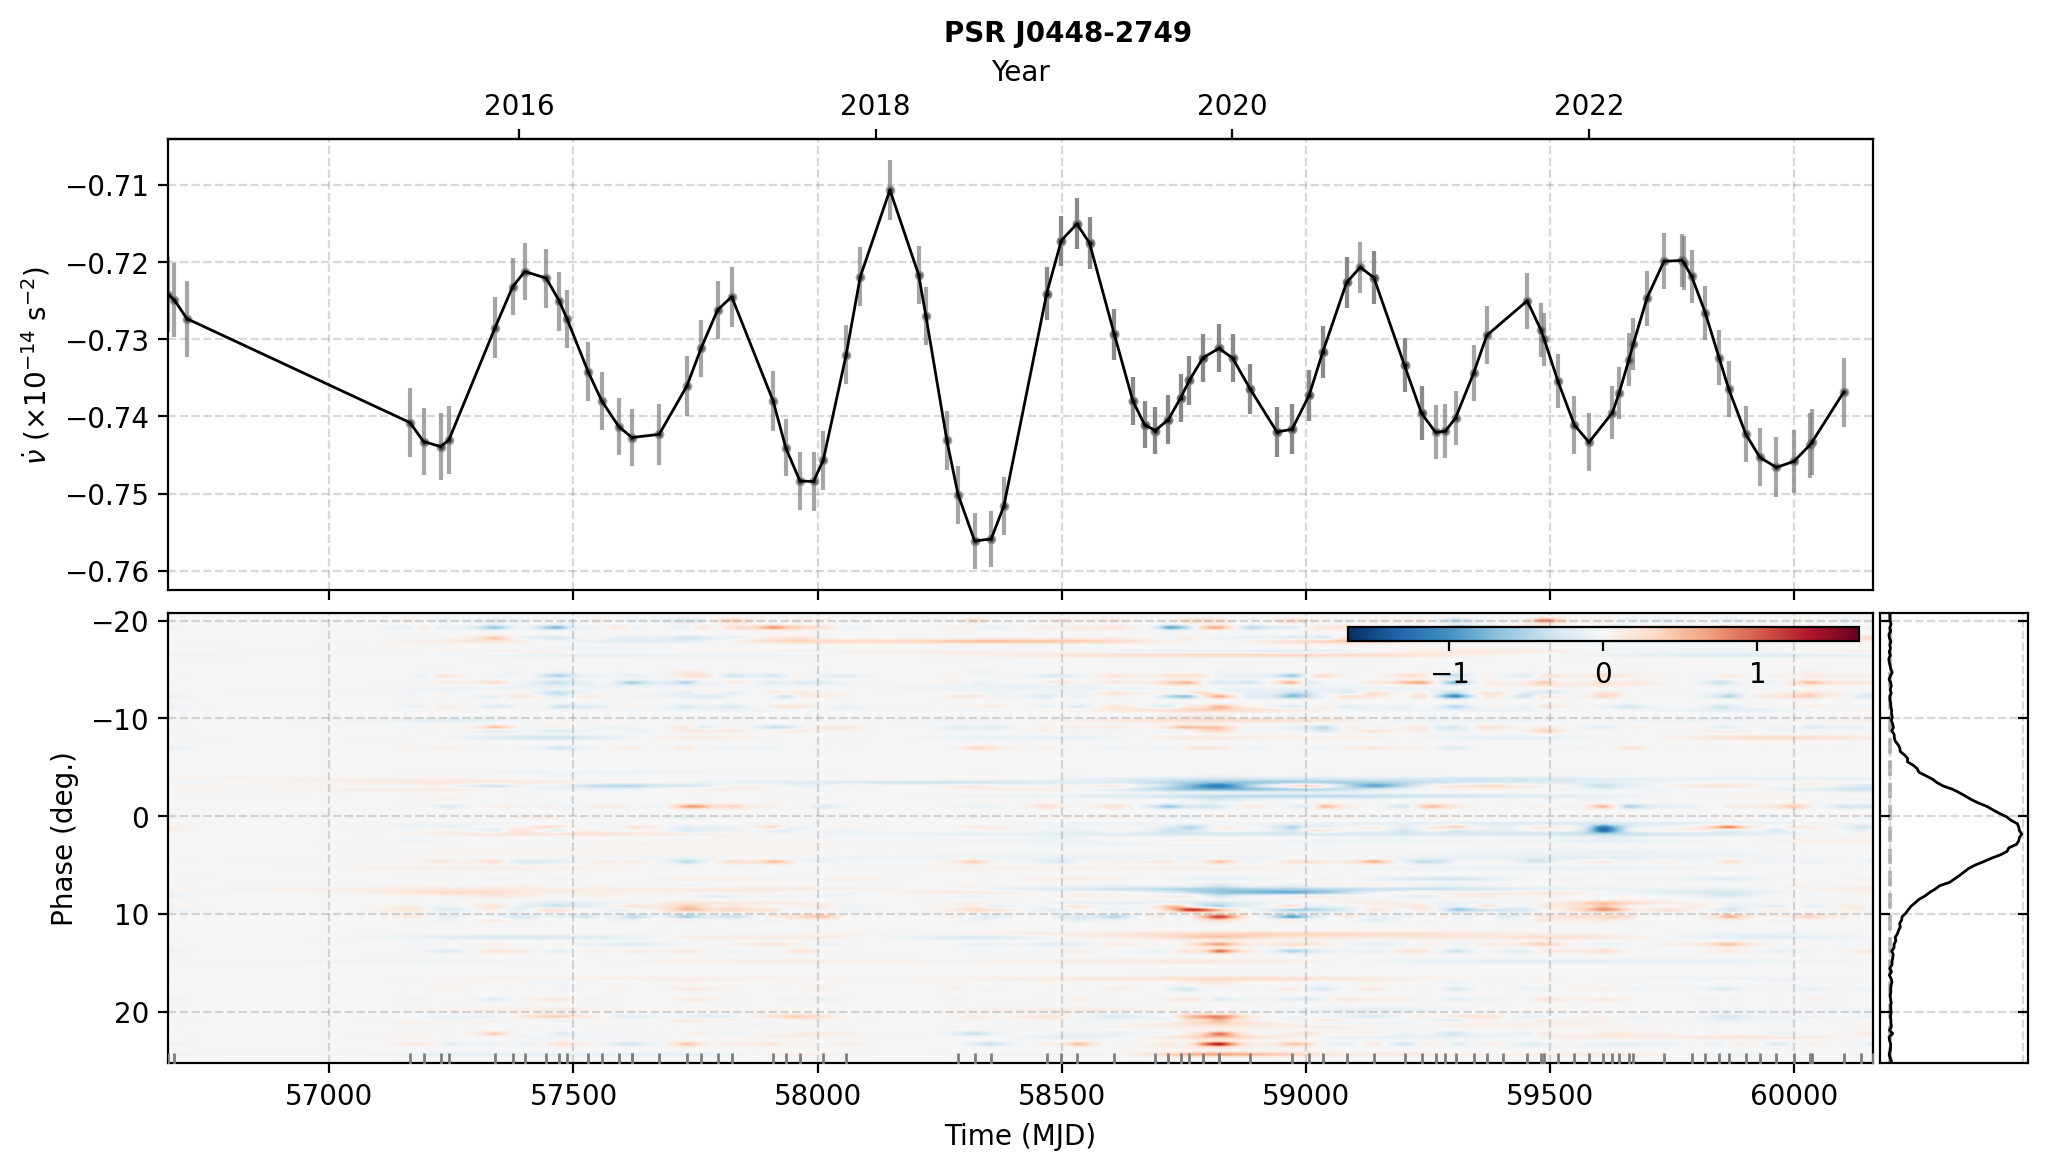 PSR J0448-2749
Year
2016 2018 2020 2022
−0.71
−0.72
−0.73
−0.74
−0.75
−0.76
ν̇ (×10⁻¹⁴ s⁻²)
−20
−10
0
10
20
Phase (deg.)
−1 0 1
57000 57500 58000 58500 59000 59500 60000
Time (MJD)